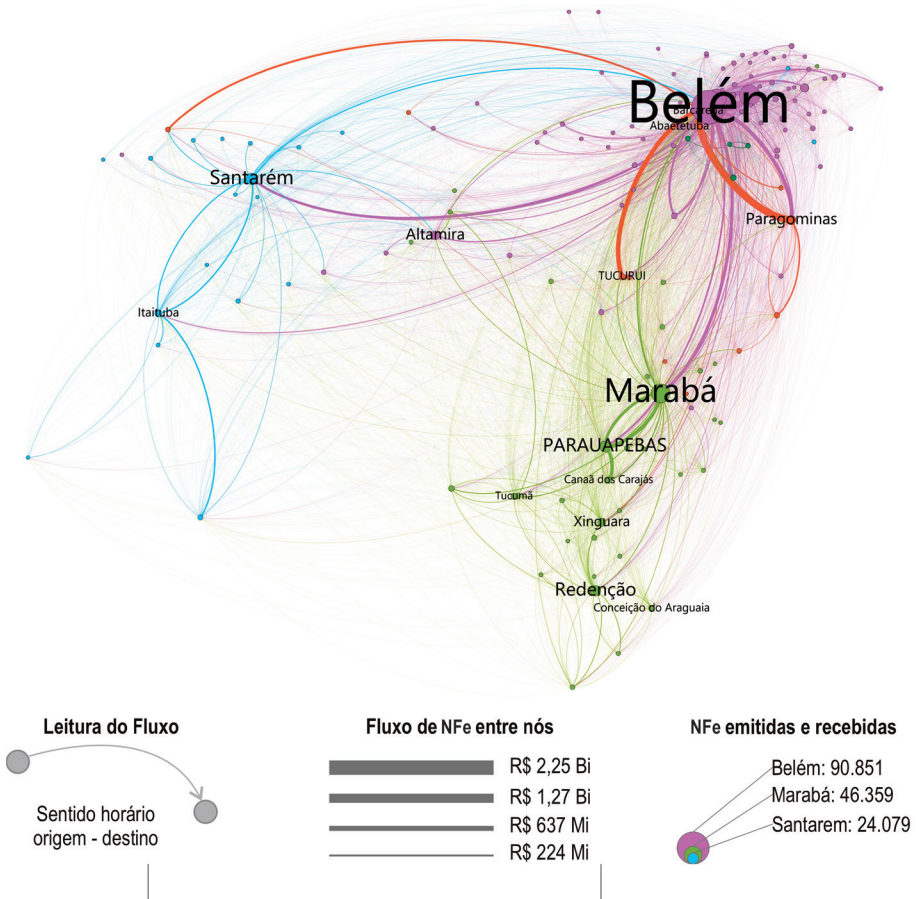 Belém
Barcarena
Abaetetuba
Santarém
Paragominas
Altamira
TUCURUI
Itaituba
Marabá
PARAUAPEBAS
Canaã dos Carajás
Tucumã
Xinguara
Redenção
Conceição do Araguaia
Leitura do Fluxo
Sentido horário
origem - destino
Fluxo de NFe entre nós
R$ 2,25 Bi
R$ 1,27 Bi
R$ 637 Mi
R$ 224 Mi
NFe emitidas e recebidas
Belém: 90.851
Marabá: 46.359
Santarem: 24.079